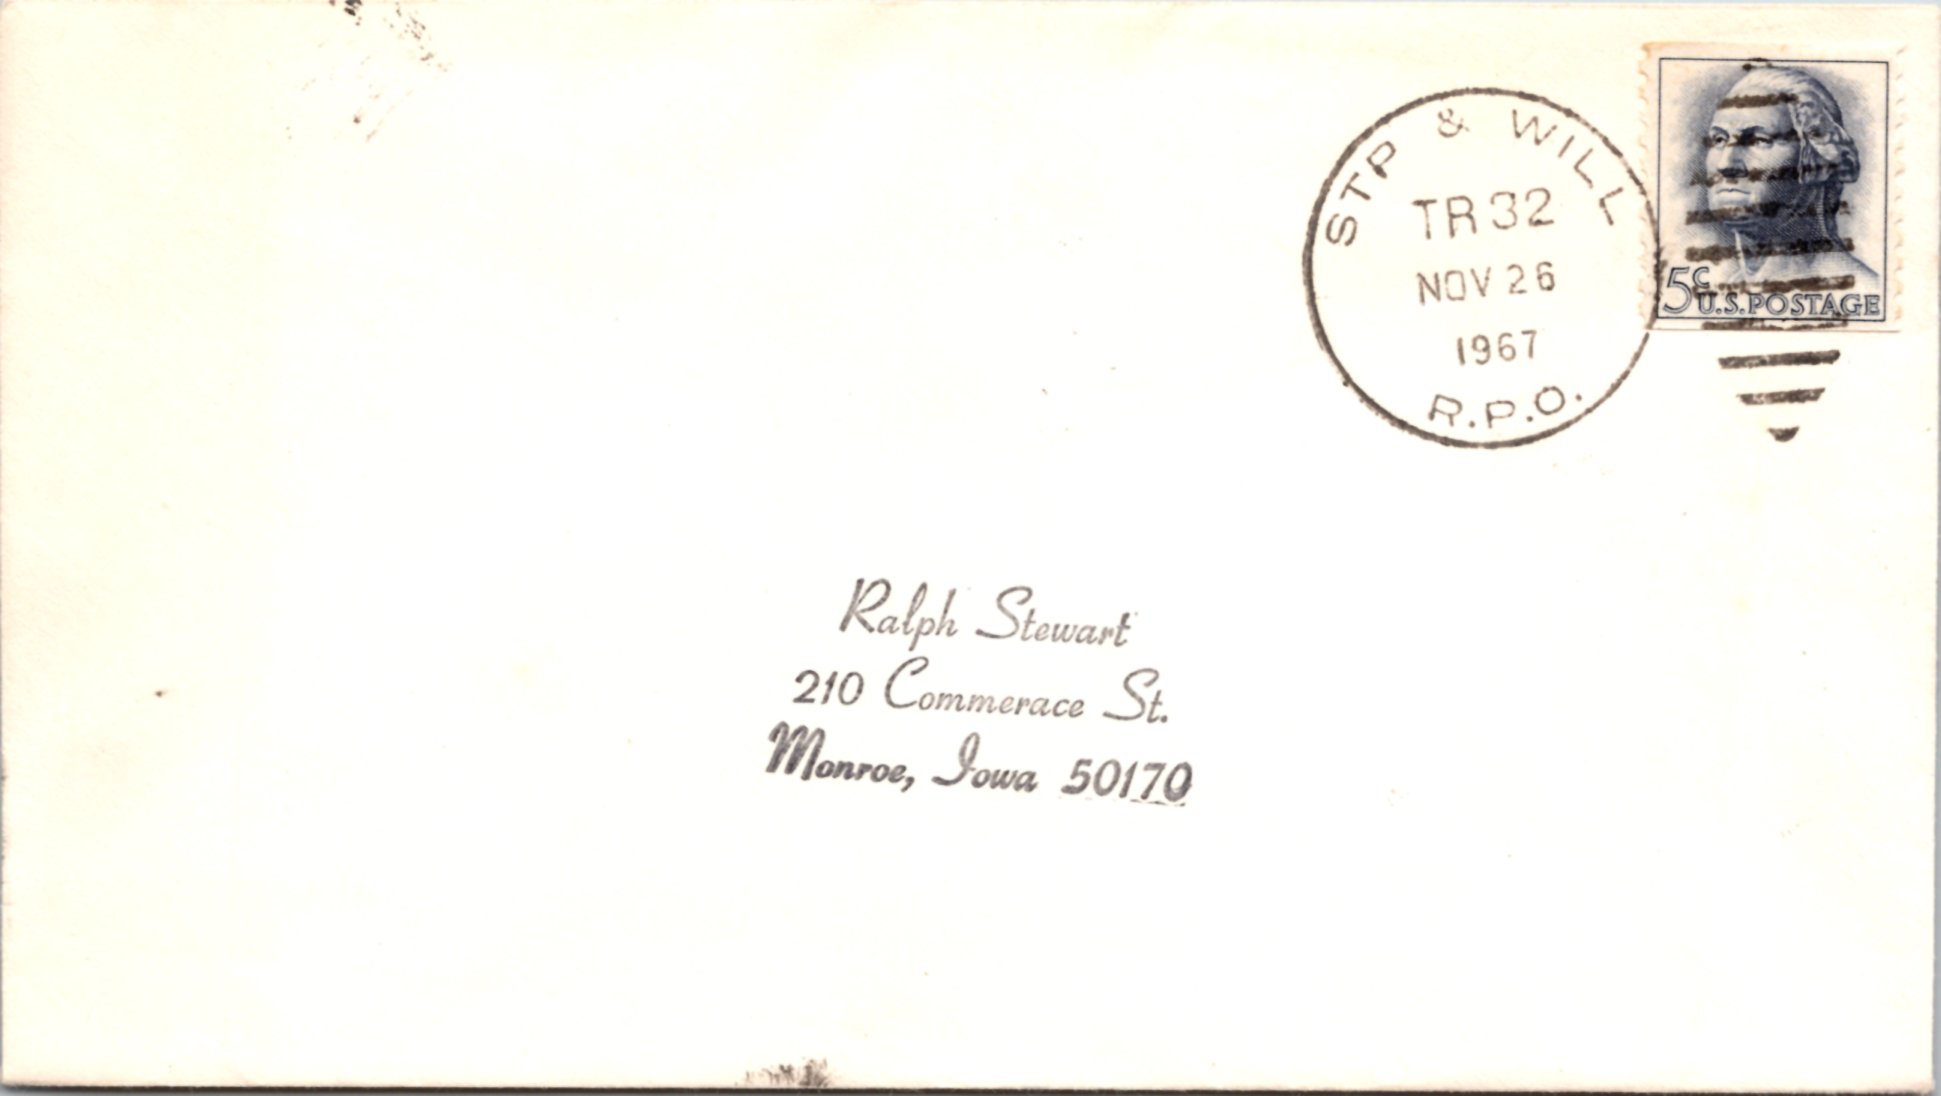 STP & WILL
TR 32
NOV 26
1967
R.P.O.
5¢
U.S. POSTAGE
Ralph Stewart
210 Commerace St.
Monroe, Iowa 50170